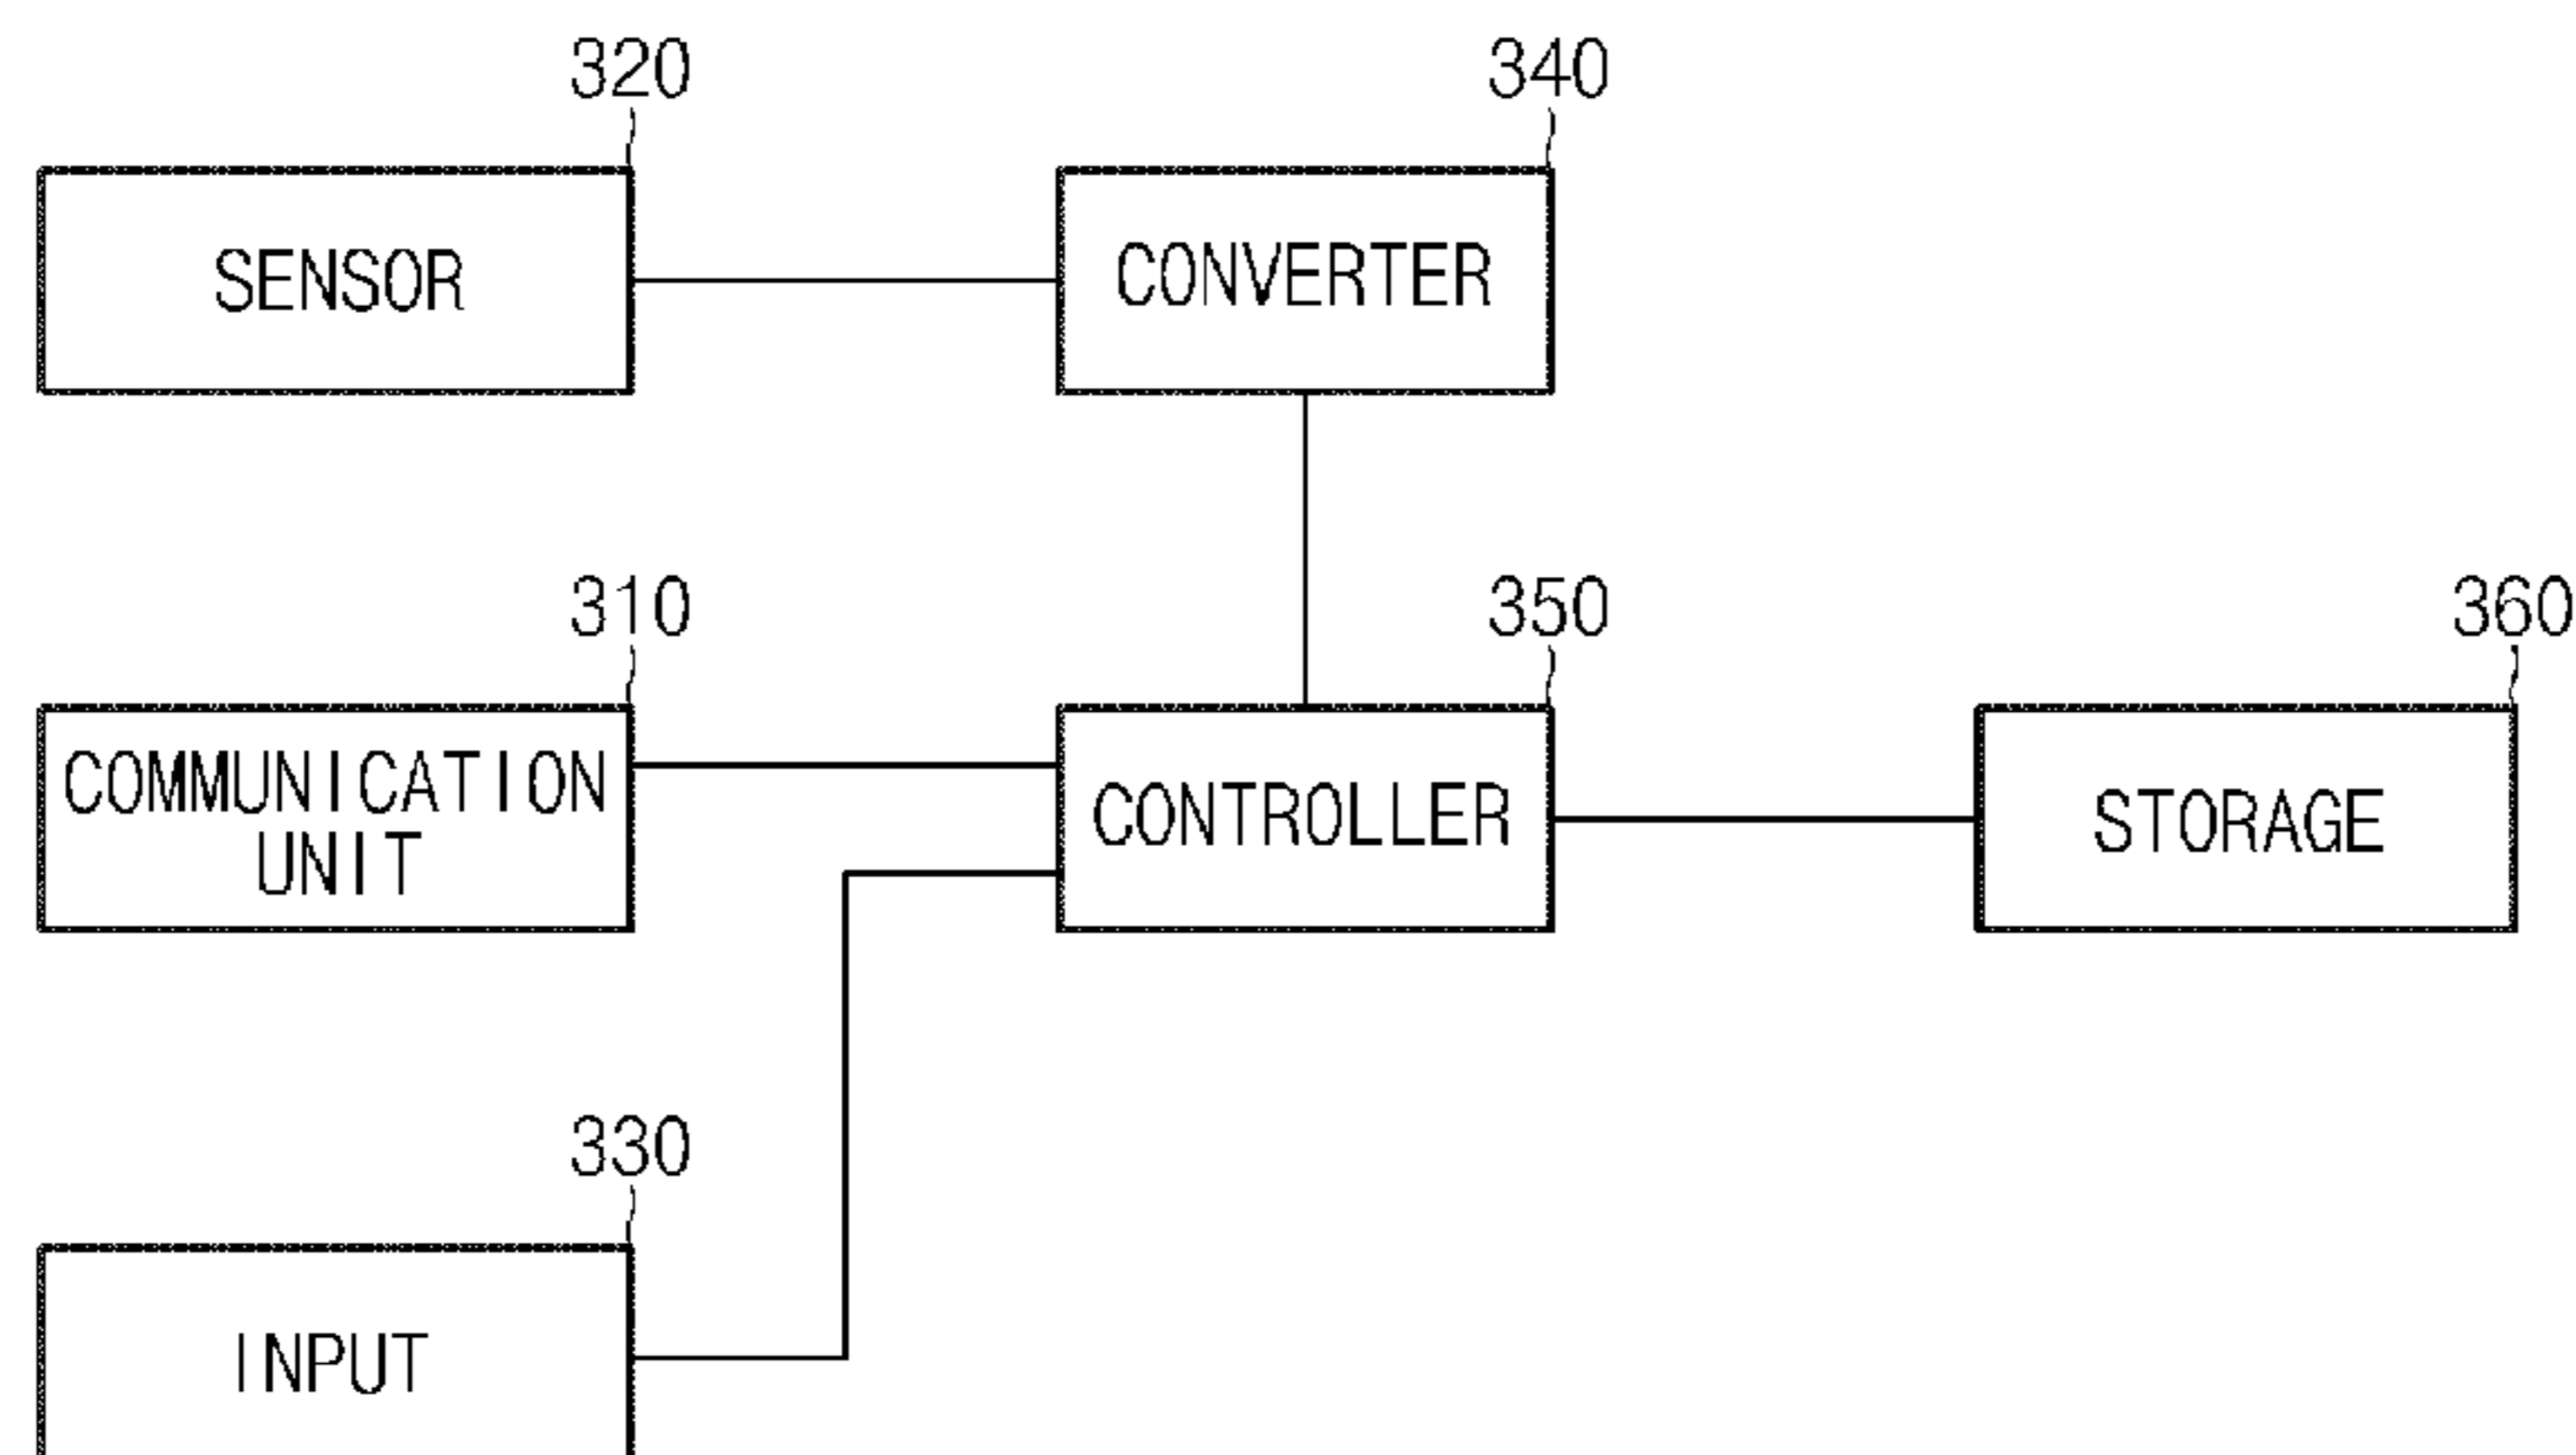 320
340
SENSOR
CONVERTER
310
350
360
COMMUNICATION
UNIT
CONTROLLER
STORAGE
330
INPUT